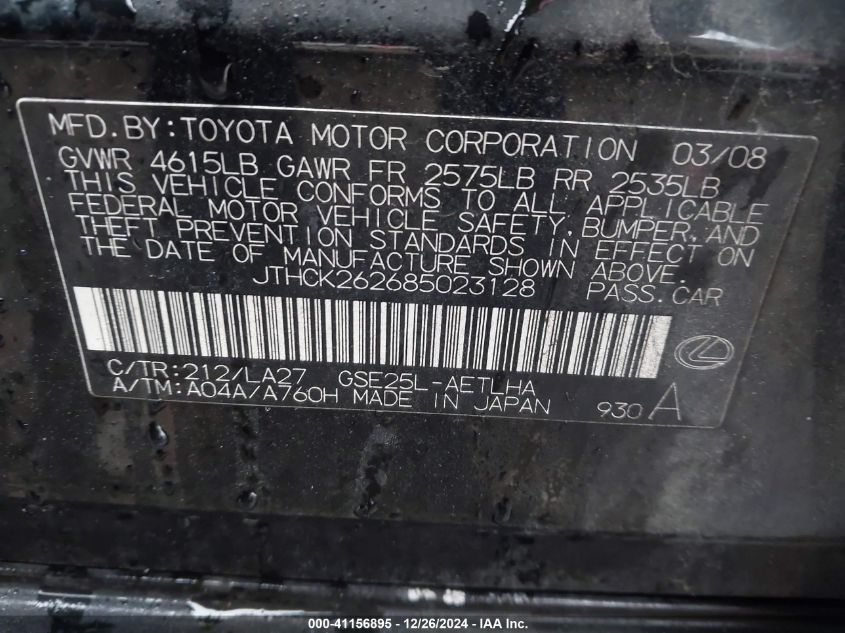 MFD.BY:TOYOTA MOTOR CORPORATION 03/08
GVWR 4615LB GAWR FR 2575LB RR 2535LB
THIS VEHICLE CONFORMS TO ALL APPLICABLE
FEDERAL MOTOR VEHICLE SAFETY,BUMPER,AND
THEFT PREVENTION STANDARDS IN EFFECT ON
THE DATE OF MANUFACTURE SHOWN ABOVE.
JTHCK262685023128 PASS.CAR
C/TR:212/LA27 GSE25L-AETLHA
A/TM:A04A/A760H MADE IN JAPAN 930 A
000-41156895 - 12/26/2024 - IAA Inc.